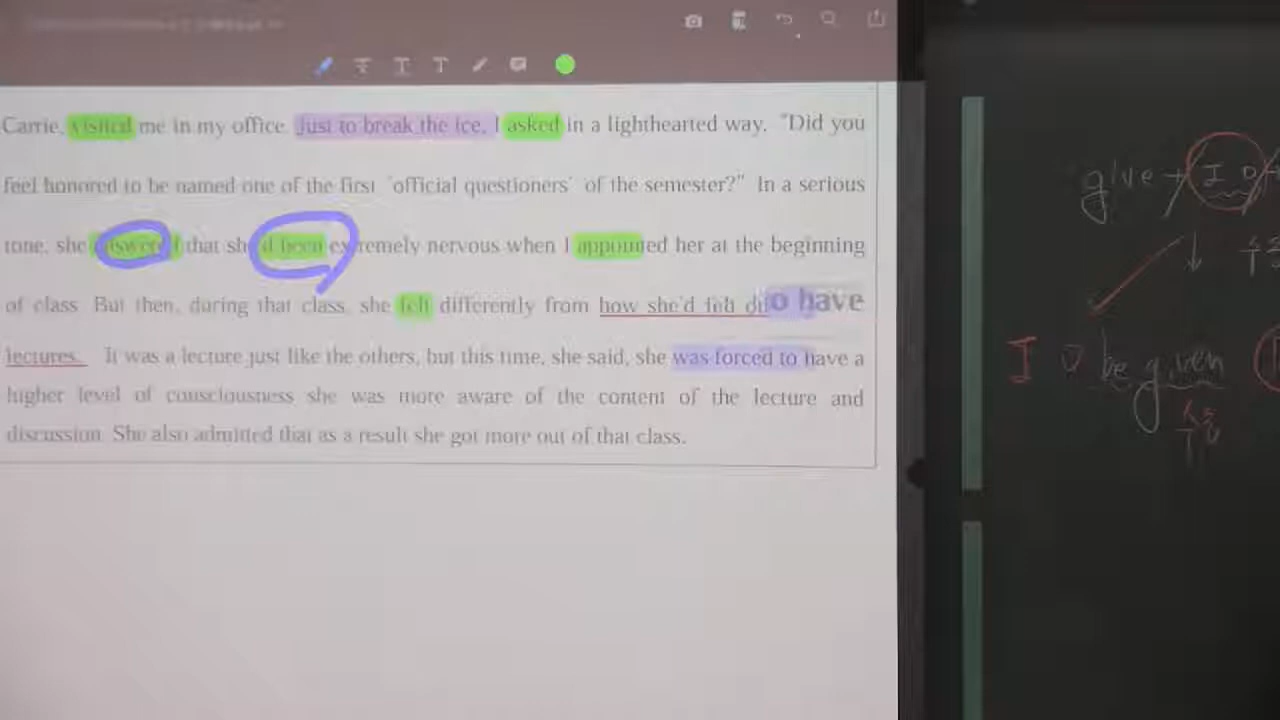 Carrie, visited me in my office. Just to break the ice, I asked in a lighthearted way, "Did you
feel honored to be named one of the first 'official questioners' of the semester?" In a serious
tone, she answered that she'd been extremely nervous when I appointed her at the beginning
of class. But then, during that class, she felt differently from how she'd felt to have
lectures. It was a lecture just like the others, but this time, she said, she was forced to have a
higher level of consciousness she was more aware of the content of the lecture and
discussion. She also admitted that as a result she got more out of that class.
give + I O
수동
I
be given
수동